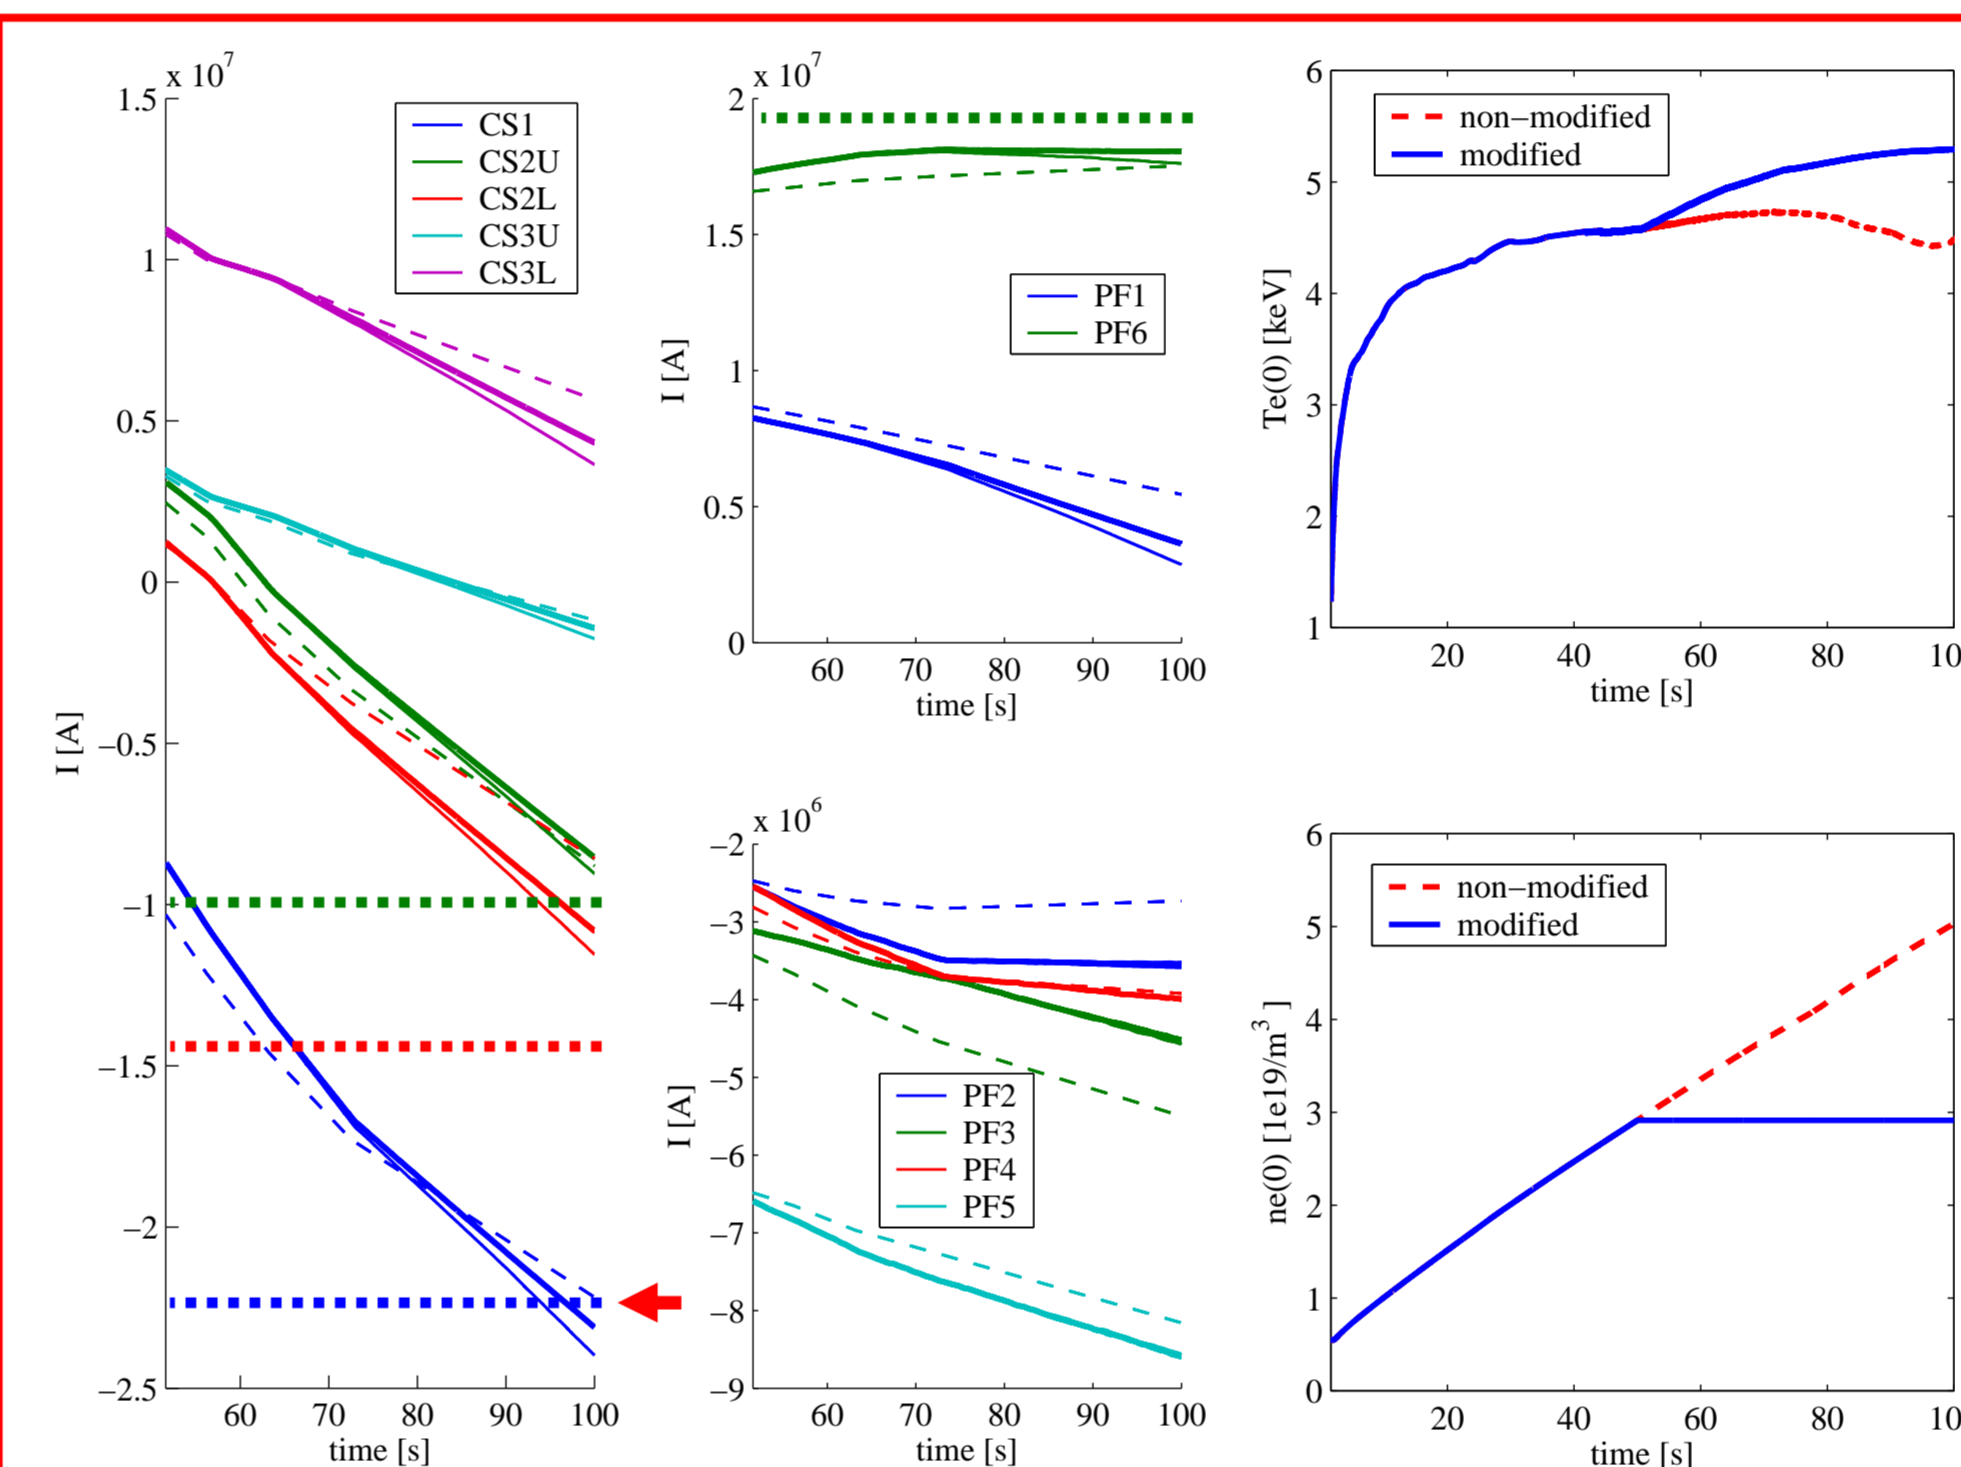 x 10^7
1.5
1
0.5
0
−0.5
−1
−1.5
−2
−2.5
I [A]
60 70 80 90 100
time [s]
CS1
CS2U
CS2L
CS3U
CS3L
x 10^7
2
1.5
1
0.5
0
I [A]
60 70 80 90 100
time [s]
PF1
PF6
x 10^6
−2
−3
−4
−5
−6
−7
−8
−9
I [A]
60 70 80 90 100
time [s]
PF2
PF3
PF4
PF5
6
5
4
3
2
1
Te(0) [keV]
20 40 60 80 10
time [s]
non−modified
modified
6
5
4
3
2
1
0
ne(0) [1e19/m^3]
20 40 60 80 10
time [s]
non−modified
modified